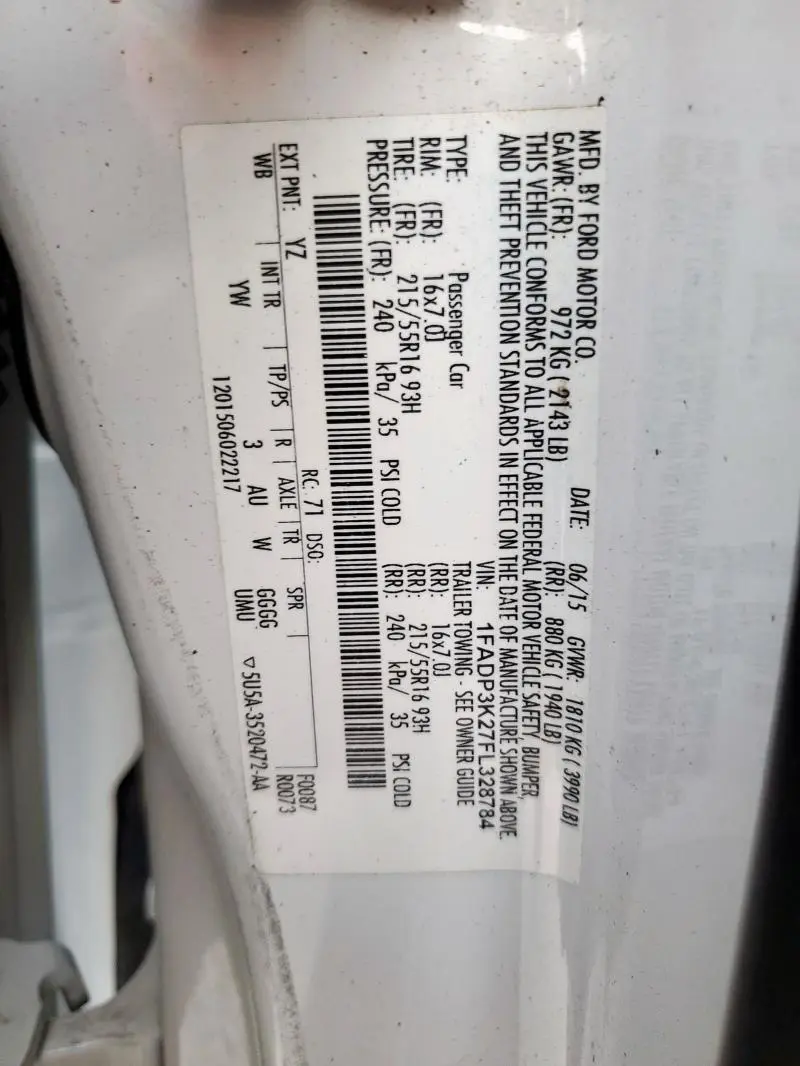 MFD. BY FORD MOTOR CO.
DATE: 06/15 GVWR: 1810 KG ( 3990 LB)
GAWR: (FR): 972 KG ( 2143 LB) (RR): 880 KG ( 1940 LB)
THIS VEHICLE CONFORMS TO ALL APPLICABLE FEDERAL MOTOR VEHICLE SAFETY, BUMPER,
AND THEFT PREVENTION STANDARDS IN EFFECT ON THE DATE OF MANUFACTURE SHOWN ABOVE.
VIN: 1FADP3K27FL328784
TYPE: Passenger Car TRAILER TOWING - SEE OWNER GUIDE
RIM: (FR): 16x7.0J (RR): 16x7.0J
TIRE: (FR): 215/55R16 93H (RR): 215/55R16 93H
PRESSURE: (FR): 240 kPa/ 35 PSI COLD (RR): 240 kPa/ 35 PSI COLD
F0087
RC: 71 DSO: R0073
EXT PNT: YZ
WB INT TR TP/PS R AXLE TR SPR
YW 3 AU W GGGG
UMU
1201506022217 ▽5U5A-3520472-AA